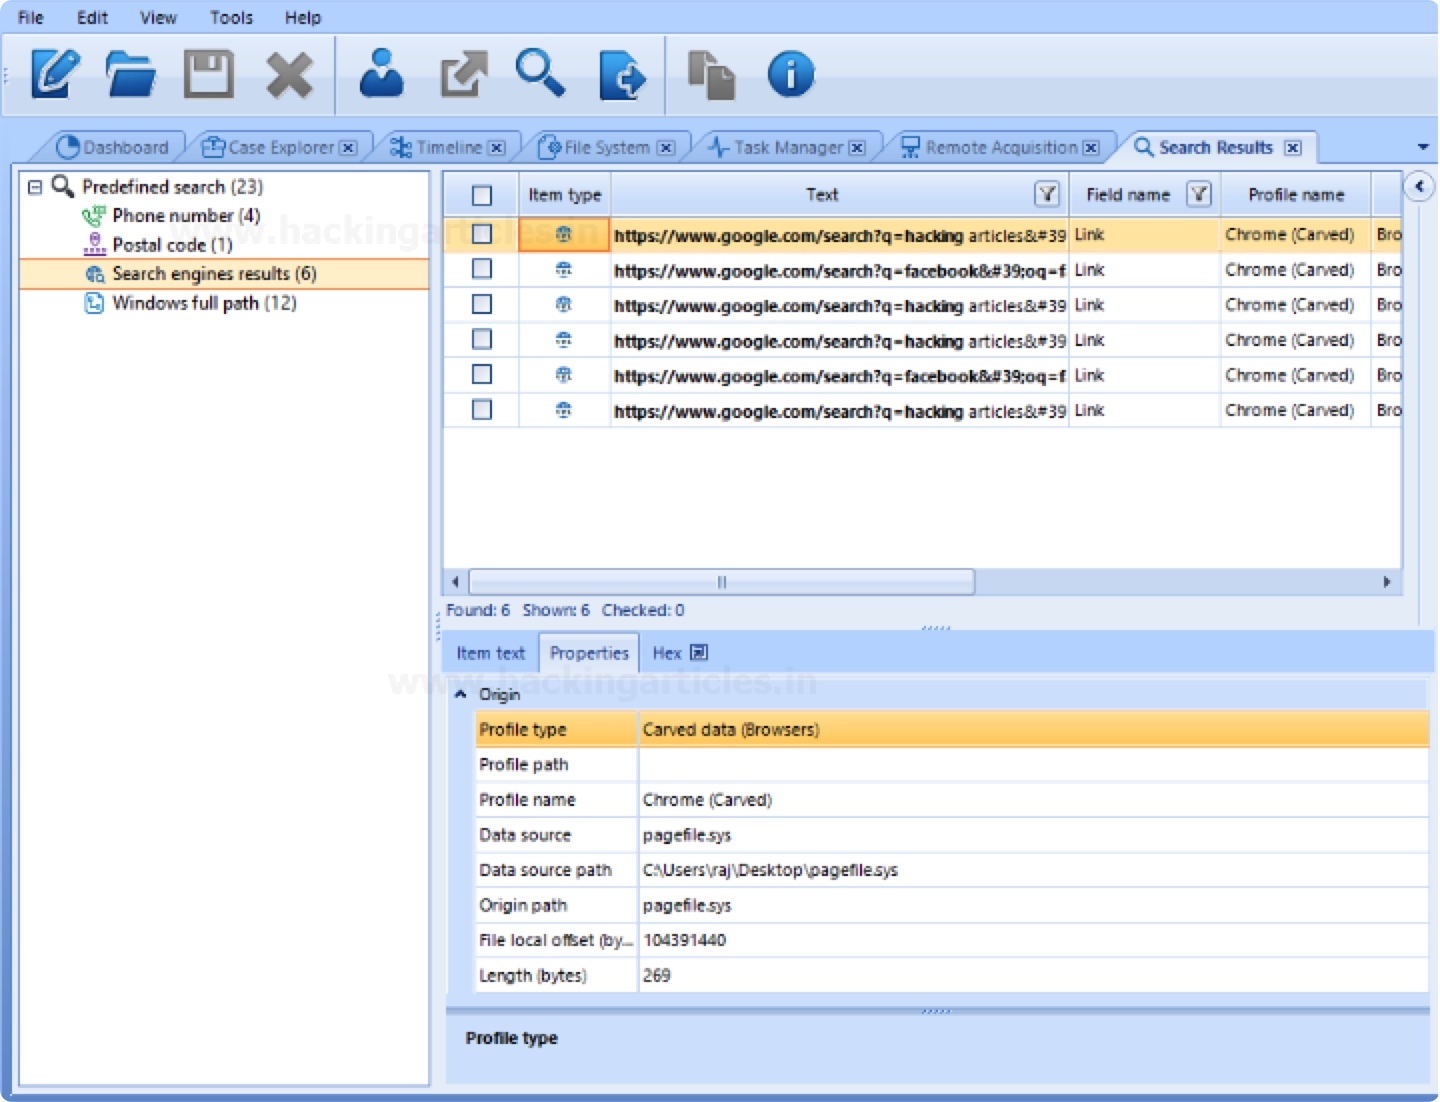 File Edit View Tools Help
Dashboard Case Explorer Timeline File System Task Manager Remote Acquisition Search Results
Predefined search (23)
Phone number (4)
Postal code (1)
Search engines results (6)
Windows full path (12)
www.hackingarticles.in
Item type Text Field name Profile name
https://www.google.com/search?q=hacking articles&#39 Link Chrome (Carved) Bro
https://www.google.com/search?q=facebook&#39;oq=f Link Chrome (Carved) Bro
https://www.google.com/search?q=hacking articles&#39 Link Chrome (Carved) Bro
https://www.google.com/search?q=hacking articles&#39 Link Chrome (Carved) Bro
https://www.google.com/search?q=facebook&#39;oq=f Link Chrome (Carved) Bro
https://www.google.com/search?q=hacking articles&#39 Link Chrome (Carved) Bro
Found: 6 Shown: 6 Checked: 0
Item text Properties Hex
www.hackingarticles.in
Origin
Profile type Carved data (Browsers)
Profile path
Profile name Chrome (Carved)
Data source pagefile.sys
Data source path C:\Users\raj\Desktop\pagefile.sys
Origin path pagefile.sys
File local offset (by... 104391440
Length (bytes) 269
Profile type